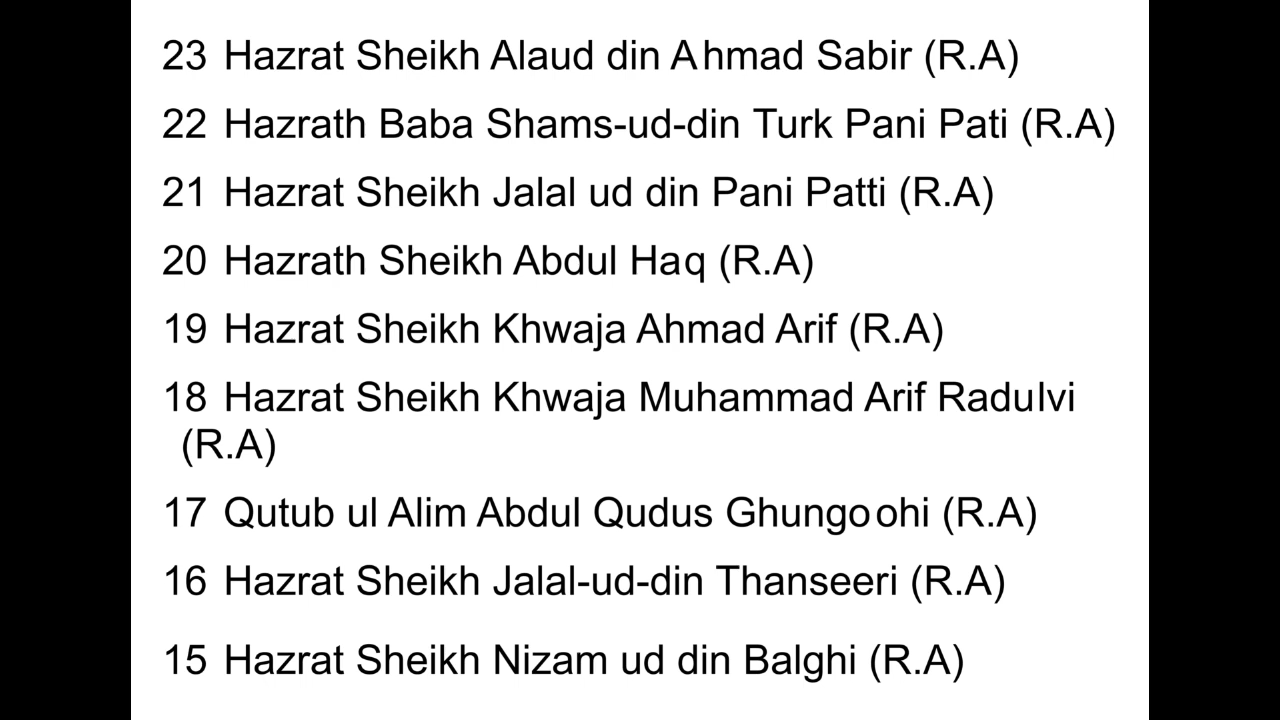 23 Hazrat Sheikh Alaud din Ahmad Sabir (R.A)
22 Hazrath Baba Shams-ud-din Turk Pani Pati (R.A)
21 Hazrat Sheikh Jalal ud din Pani Patti (R.A)
20 Hazrath Sheikh Abdul Haq (R.A)
19 Hazrat Sheikh Khwaja Ahmad Arif (R.A)
18 Hazrat Sheikh Khwaja Muhammad Arif Radulvi
(R.A)
17 Qutub ul Alim Abdul Qudus Ghungoohi (R.A)
16 Hazrat Sheikh Jalal-ud-din Thanseeri (R.A)
15 Hazrat Sheikh Nizam ud din Balghi (R.A)